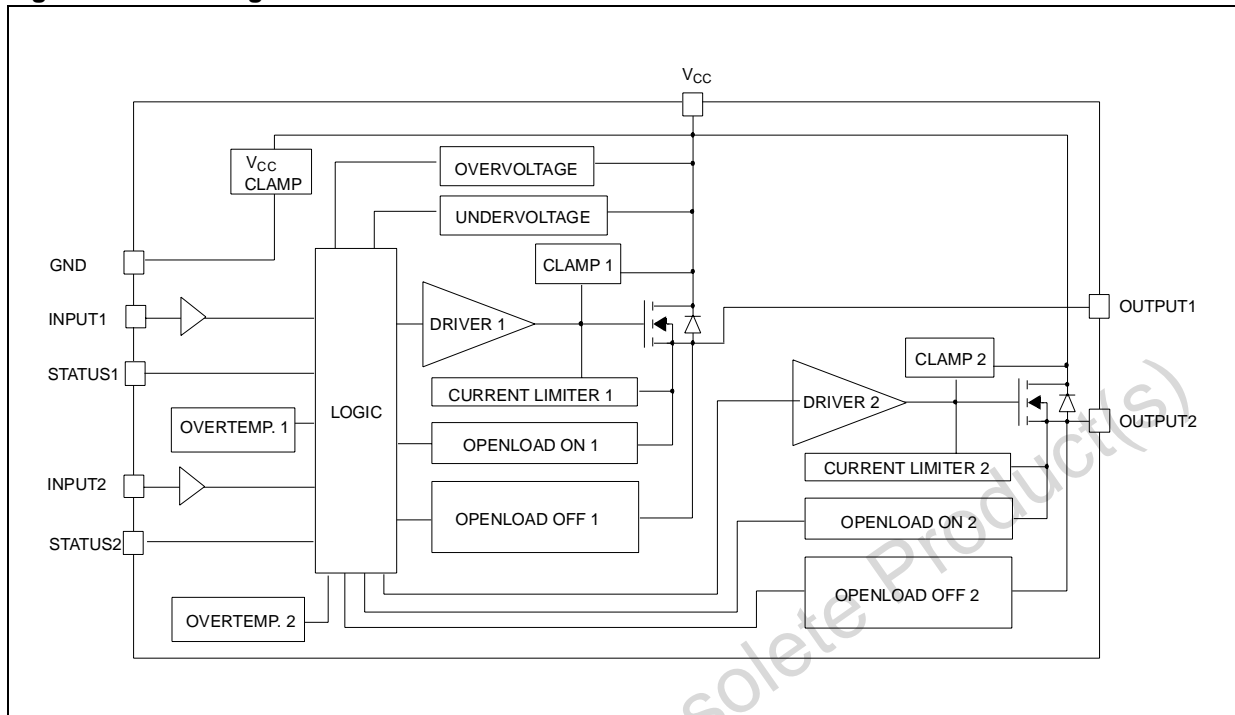 VCC
VCC
CLAMP
OVERVOLTAGE
UNDERVOLTAGE
GND
CLAMP 1
INPUT1
DRIVER 1
OUTPUT1
STATUS1
CURRENT LIMITER 1
LOGIC
CLAMP 2
DRIVER 2
OUTPUT2
OVERTEMP. 1
OPENLOAD ON 1
CURRENT LIMITER 2
INPUT2
OPENLOAD OFF 1
OPENLOAD ON 2
STATUS2
OPENLOAD OFF 2
OVERTEMP. 2
solete Product(s)